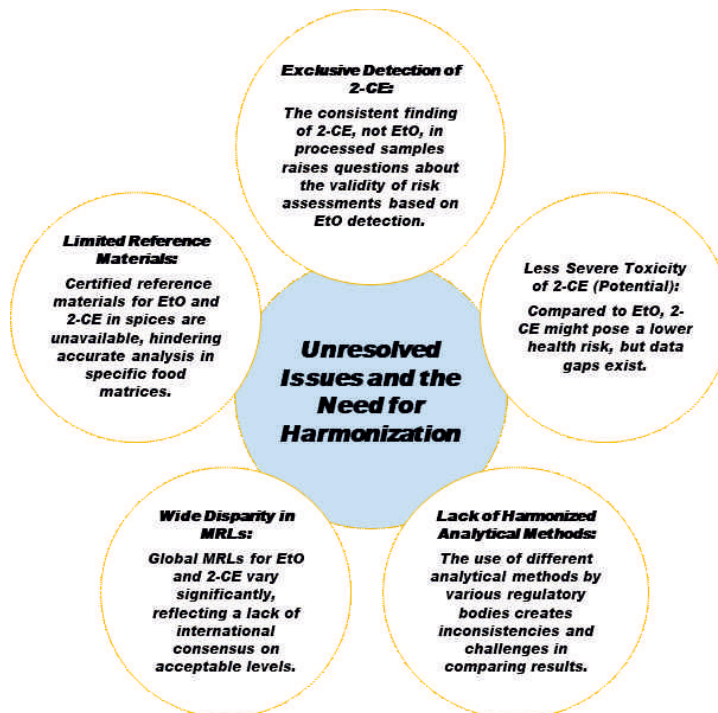 Exclusive Detection of
2-CE:
The consistent finding
of 2-CE, not EtO, in
processed samples
raises questions about
the validity of risk
assessments based on
EtO detection.
Limited Reference
Materials:
Certified reference
materials for EtO and
2-CE in spices are
unavailable, hindering
accurate analysis in
specific food
matrices.
Less Severe Toxicity
of 2-CE (Potential):
Compared to EtO, 2-
CE might pose a lower
health risk, but data
gaps exist.
Unresolved
Issues and the
Need for
Harmonization
Wide Disparity in
MRLs:
Global MRLs for EtO
and 2-CE vary
significantly,
reflecting a lack of
international
consensus on
acceptable levels.
Lack of Harmonized
Analytical Methods:
The use of different
analytical methods by
various regulatory
bodies creates
inconsistencies and
challenges in
comparing results.